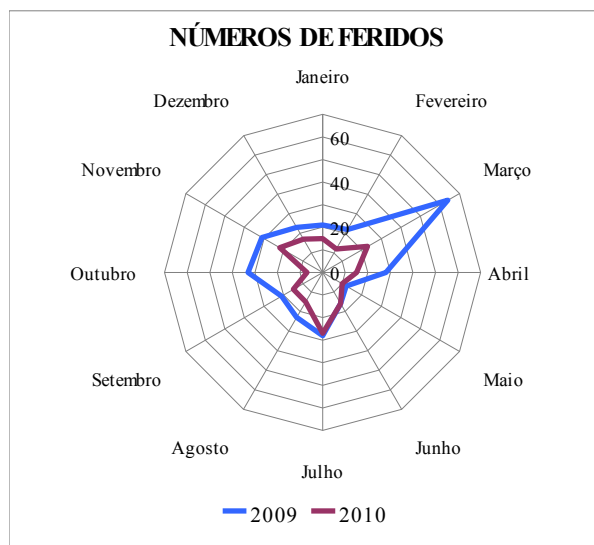 NÚMEROS DE FERIDOS
Janeiro
Dezembro
Fevereiro
60
Novembro
Março
40
20
Outubro
0
Abril
Setembro
Maio
Agosto
Junho
Julho
2009
2010